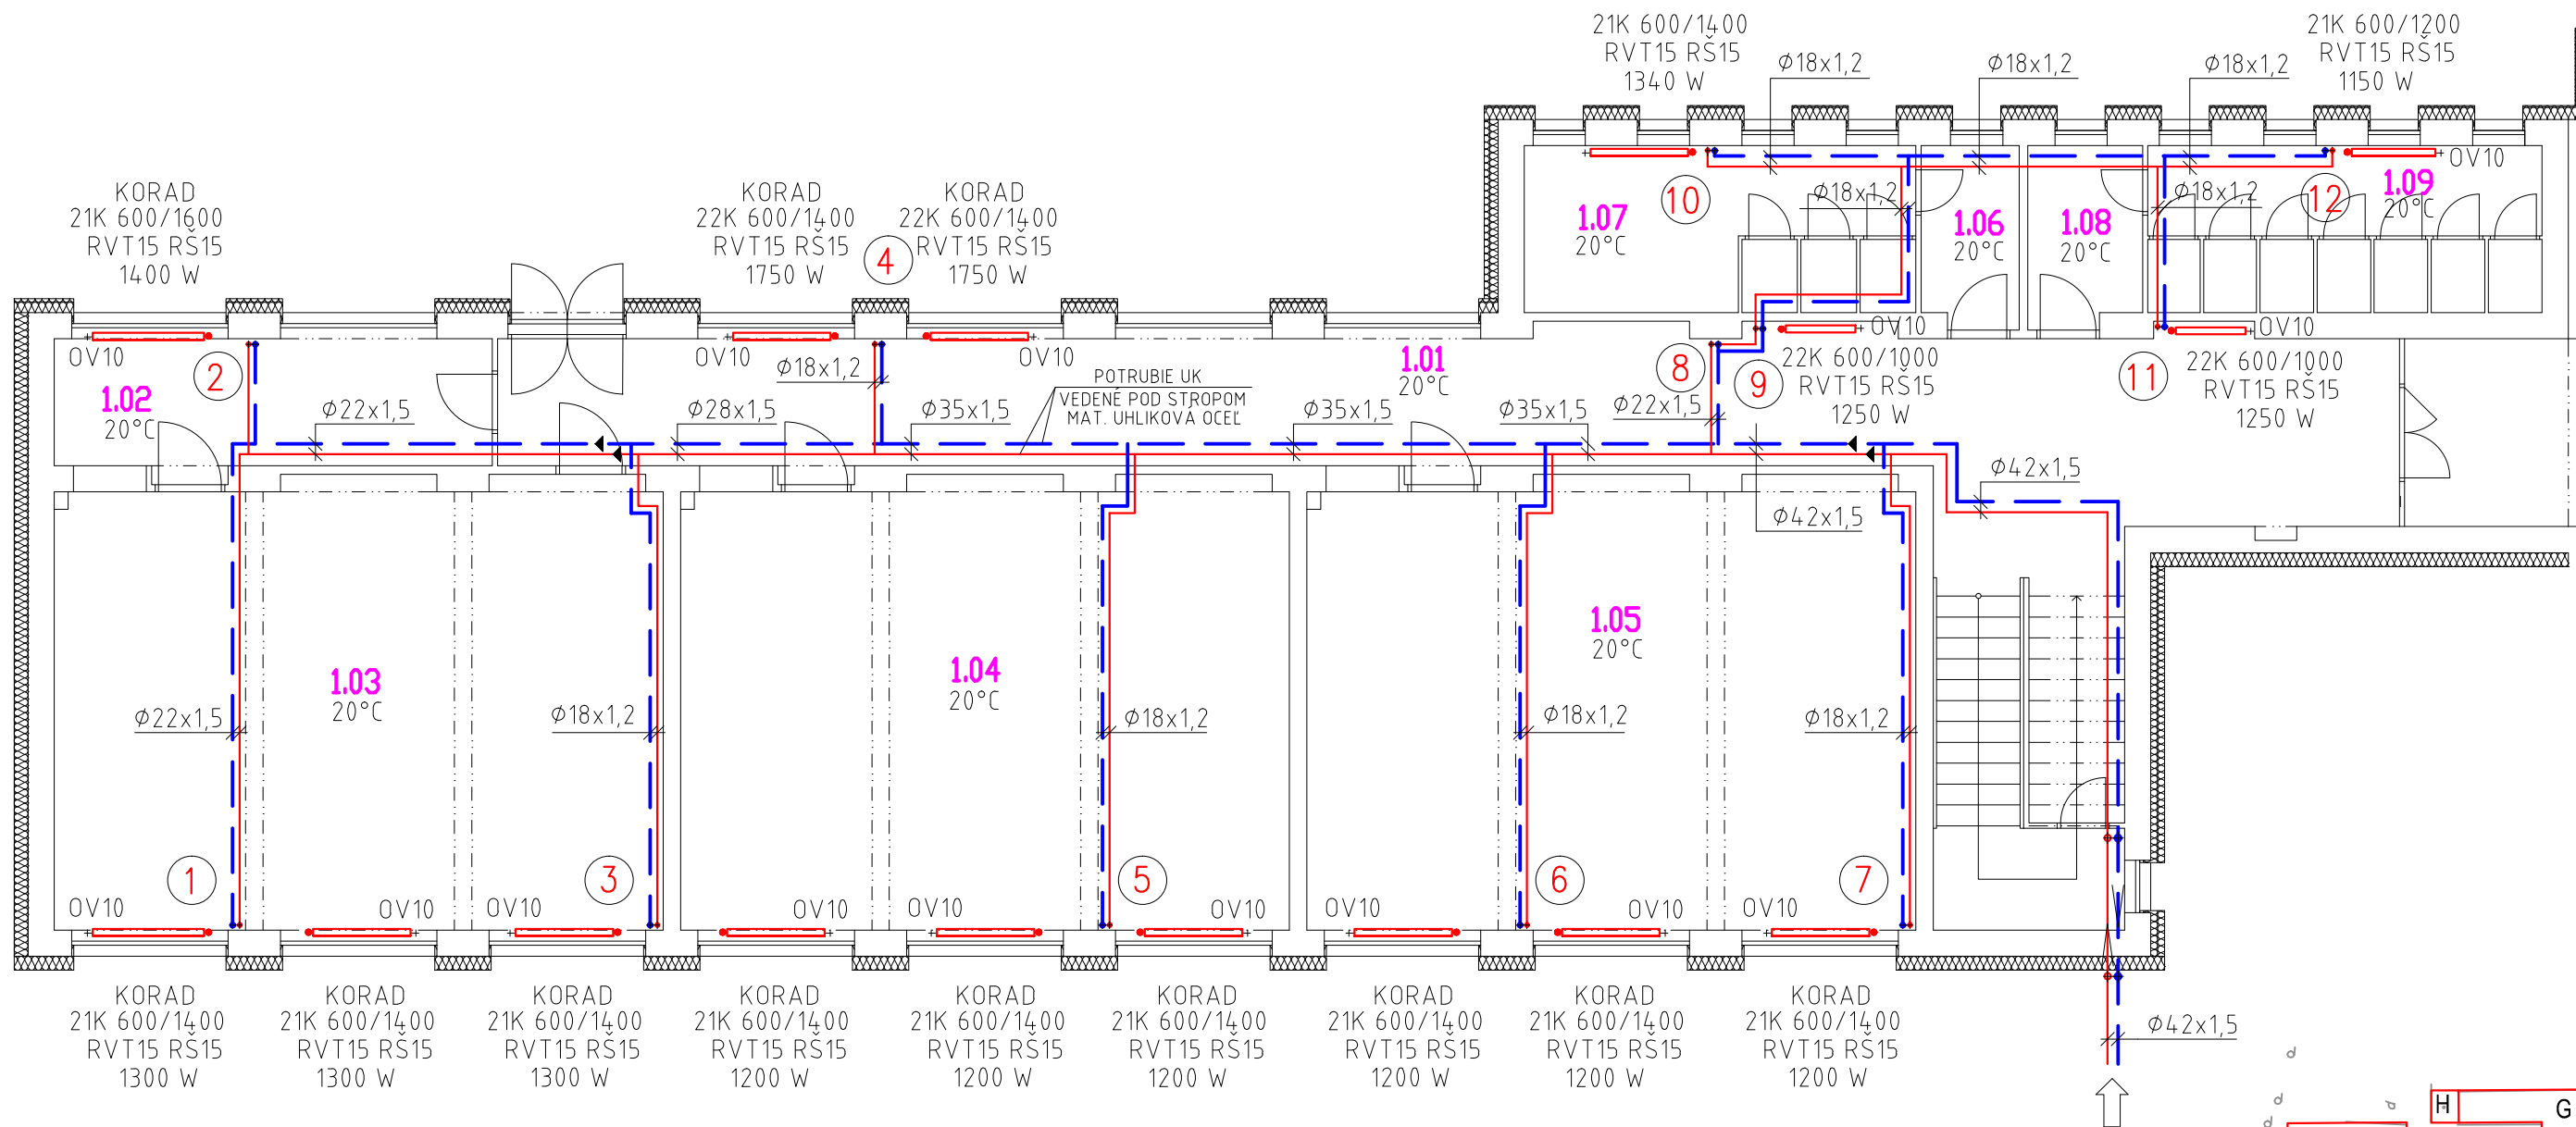 21K 600/1400
RVT15 RŠ15
1340 W
21K 600/1200
RVT15 RŠ15
1150 W
Ø18x1,2
Ø18x1,2
Ø18x1,2
OV10
KORAD
21K 600/1600
RVT15 RŠ15
1400 W
KORAD
22K 600/1400
RVT15 RŠ15
1750 W
4
KORAD
22K 600/1400
RVT15 RŠ15
1750 W
10
1.07
20°C
Ø18x1,2
1.06
20°C
1.08
20°C
Ø18x1,2
12
1.09
20°C
OV10
2
1.02
20°C
OV10
Ø18x1,2
OV10
POTRUBIE UK
VEDENÉ POD STROPOM
MAT. UHLIKOVÁ OCEĽ
1.01
20°C
8
9
OV10
22K 600/1000
RVT15 RŠ15
1250 W
11
OV10
22K 600/1000
RVT15 RŠ15
1250 W
Ø22x1,5
Ø28x1,5
Ø35x1,5
Ø35x1,5
Ø35x1,5
Ø22x1,5
Ø42x1,5
Ø42x1,5
1.03
20°C
1.04
20°C
1.05
20°C
Ø22x1,5
Ø18x1,2
Ø18x1,2
Ø18x1,2
Ø18x1,2
1
3
5
6
7
OV10
OV10
OV10
OV10
OV10
OV10
OV10
OV10
OV10
KORAD
21K 600/1400
RVT15 RŠ15
1300 W
KORAD
21K 600/1400
RVT15 RŠ15
1300 W
KORAD
21K 600/1400
RVT15 RŠ15
1300 W
KORAD
21K 600/1400
RVT15 RŠ15
1200 W
KORAD
21K 600/1400
RVT15 RŠ15
1200 W
KORAD
21K 600/1400
RVT15 RŠ15
1200 W
KORAD
21K 600/1400
RVT15 RŠ15
1200 W
KORAD
21K 600/1400
RVT15 RŠ15
1200 W
KORAD
21K 600/1400
RVT15 RŠ15
1200 W
Ø42x1,5
H
G